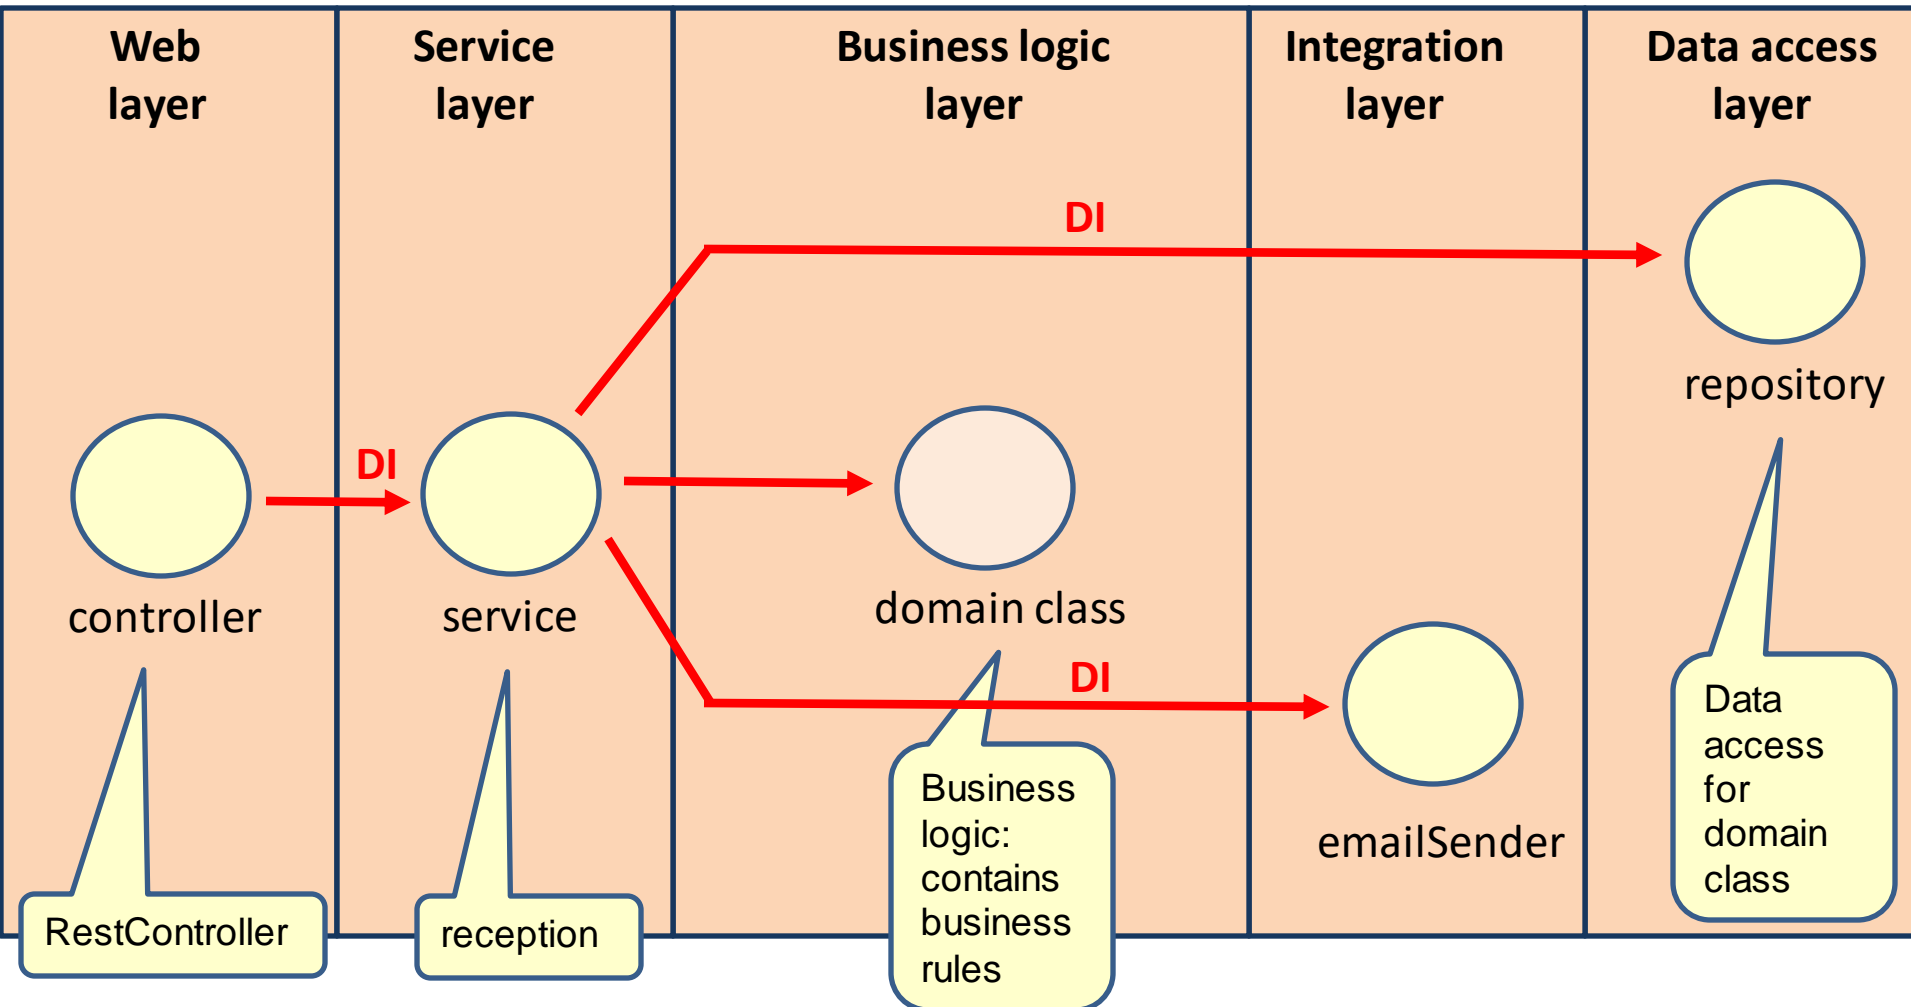 Web
layer
Service
layer
Business logic
layer
Integration
layer
Data access
layer
DI
repository
DI
controller
service
domain class
DI
emailSender
RestController
reception
Business
logic:
contains
business
rules
Data
access
for
domain
class